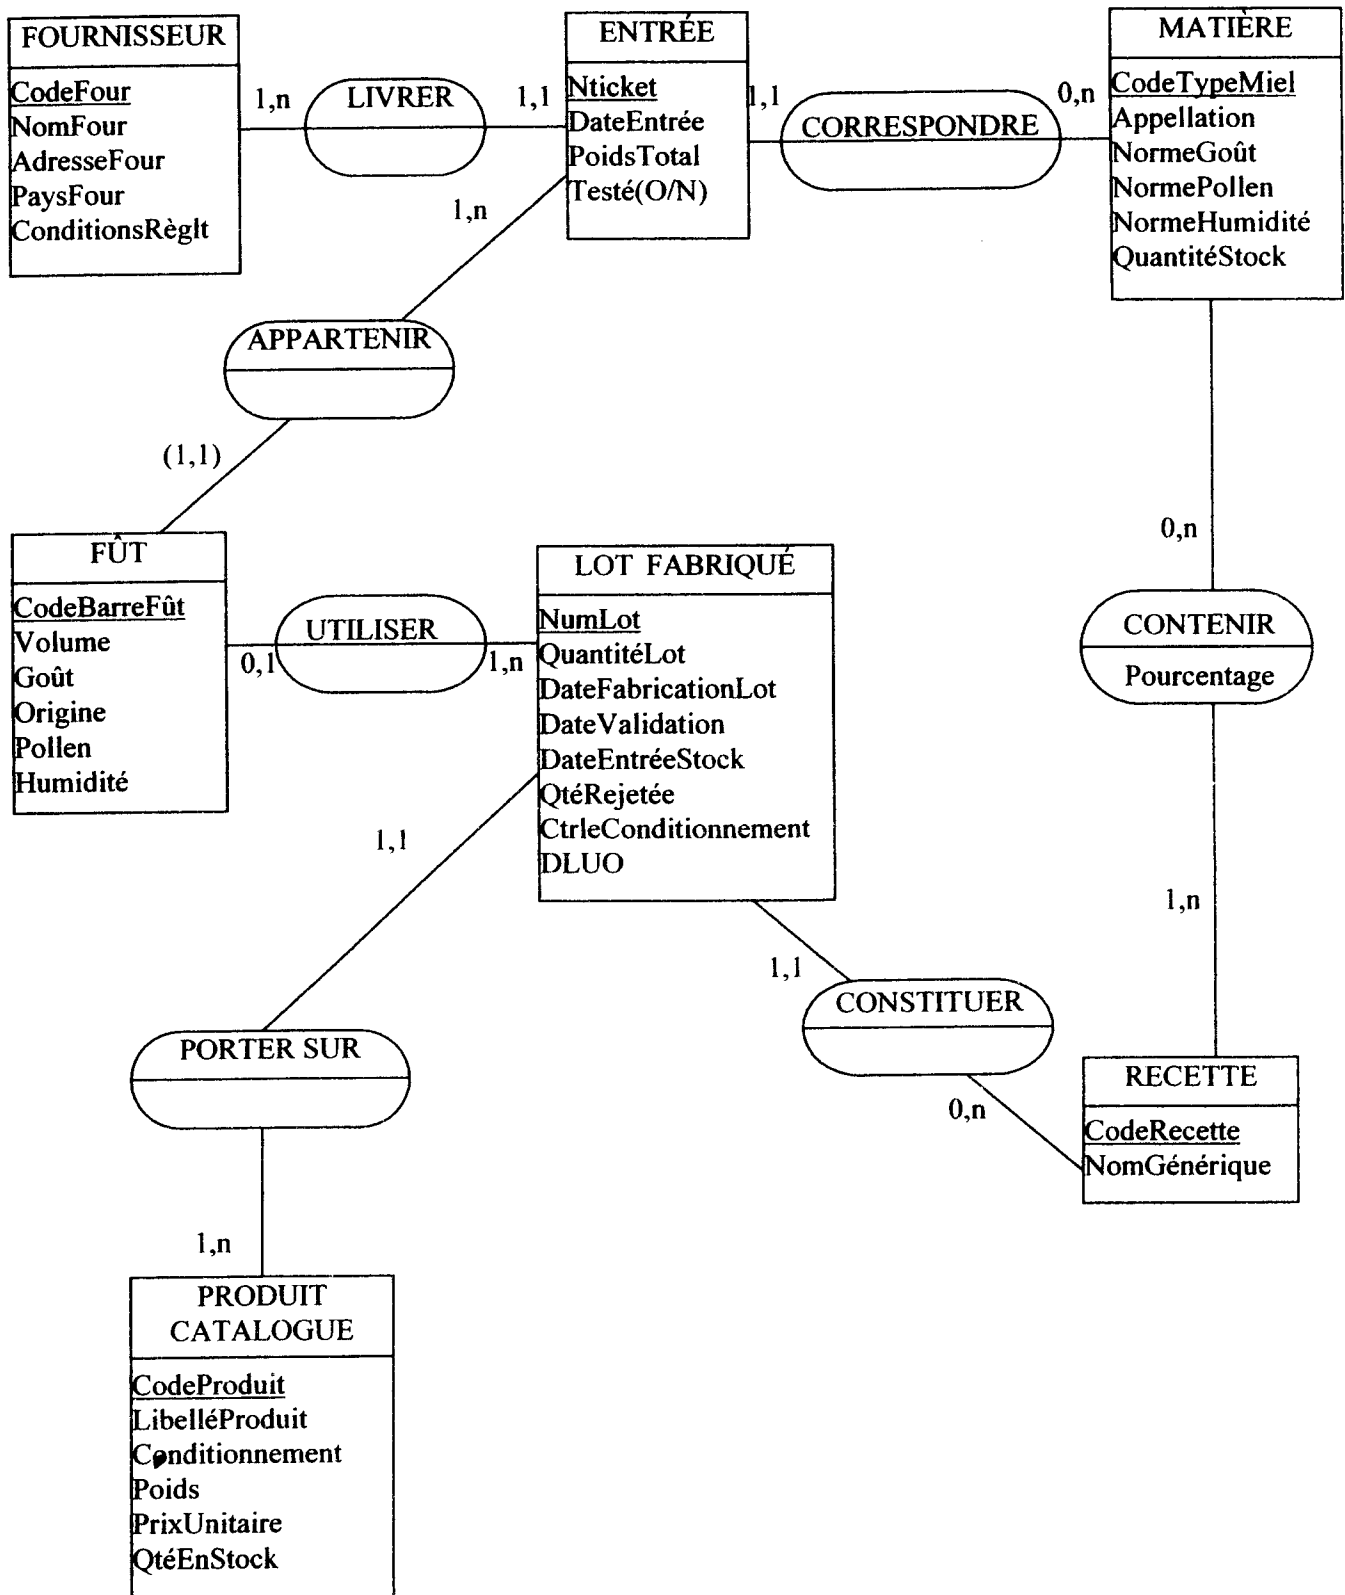 FOURNISSEUR
CodeFour
NomFour
AdresseFour
PaysFour
ConditionsRèglt
1,n
LIVRER
1,1
ENTRÉE
Nticket
DateEntrée
PoidsTotal
Testé(O/N)
1,1
CORRESPONDRE
0,n
MATIÈRE
CodeTypeMiel
Appellation
NormeGoût
NormePollen
NormeHumidité
QuantitéStock
1,n
APPARTENIR
(1,1)
FÛT
CodeBarreFût
Volume
Goût
Origine
Pollen
Humidité
0,1
UTILISER
1,n
LOT FABRIQUÉ
NumLot
QuantitéLot
DateFabricationLot
DateValidation
DateEntréeStock
QtéRejetée
CtrleConditionnement
DLUO
0,n
CONTENIR
Pourcentage
1,n
1,1
PORTER SUR
1,n
1,1
CONSTITUER
0,n
RECETTE
CodeRecette
NomGénérique
PRODUIT
CATALOGUE
CodeProduit
LibelléProduit
Conditionnement
Poids
PrixUnitaire
QtéEnStock